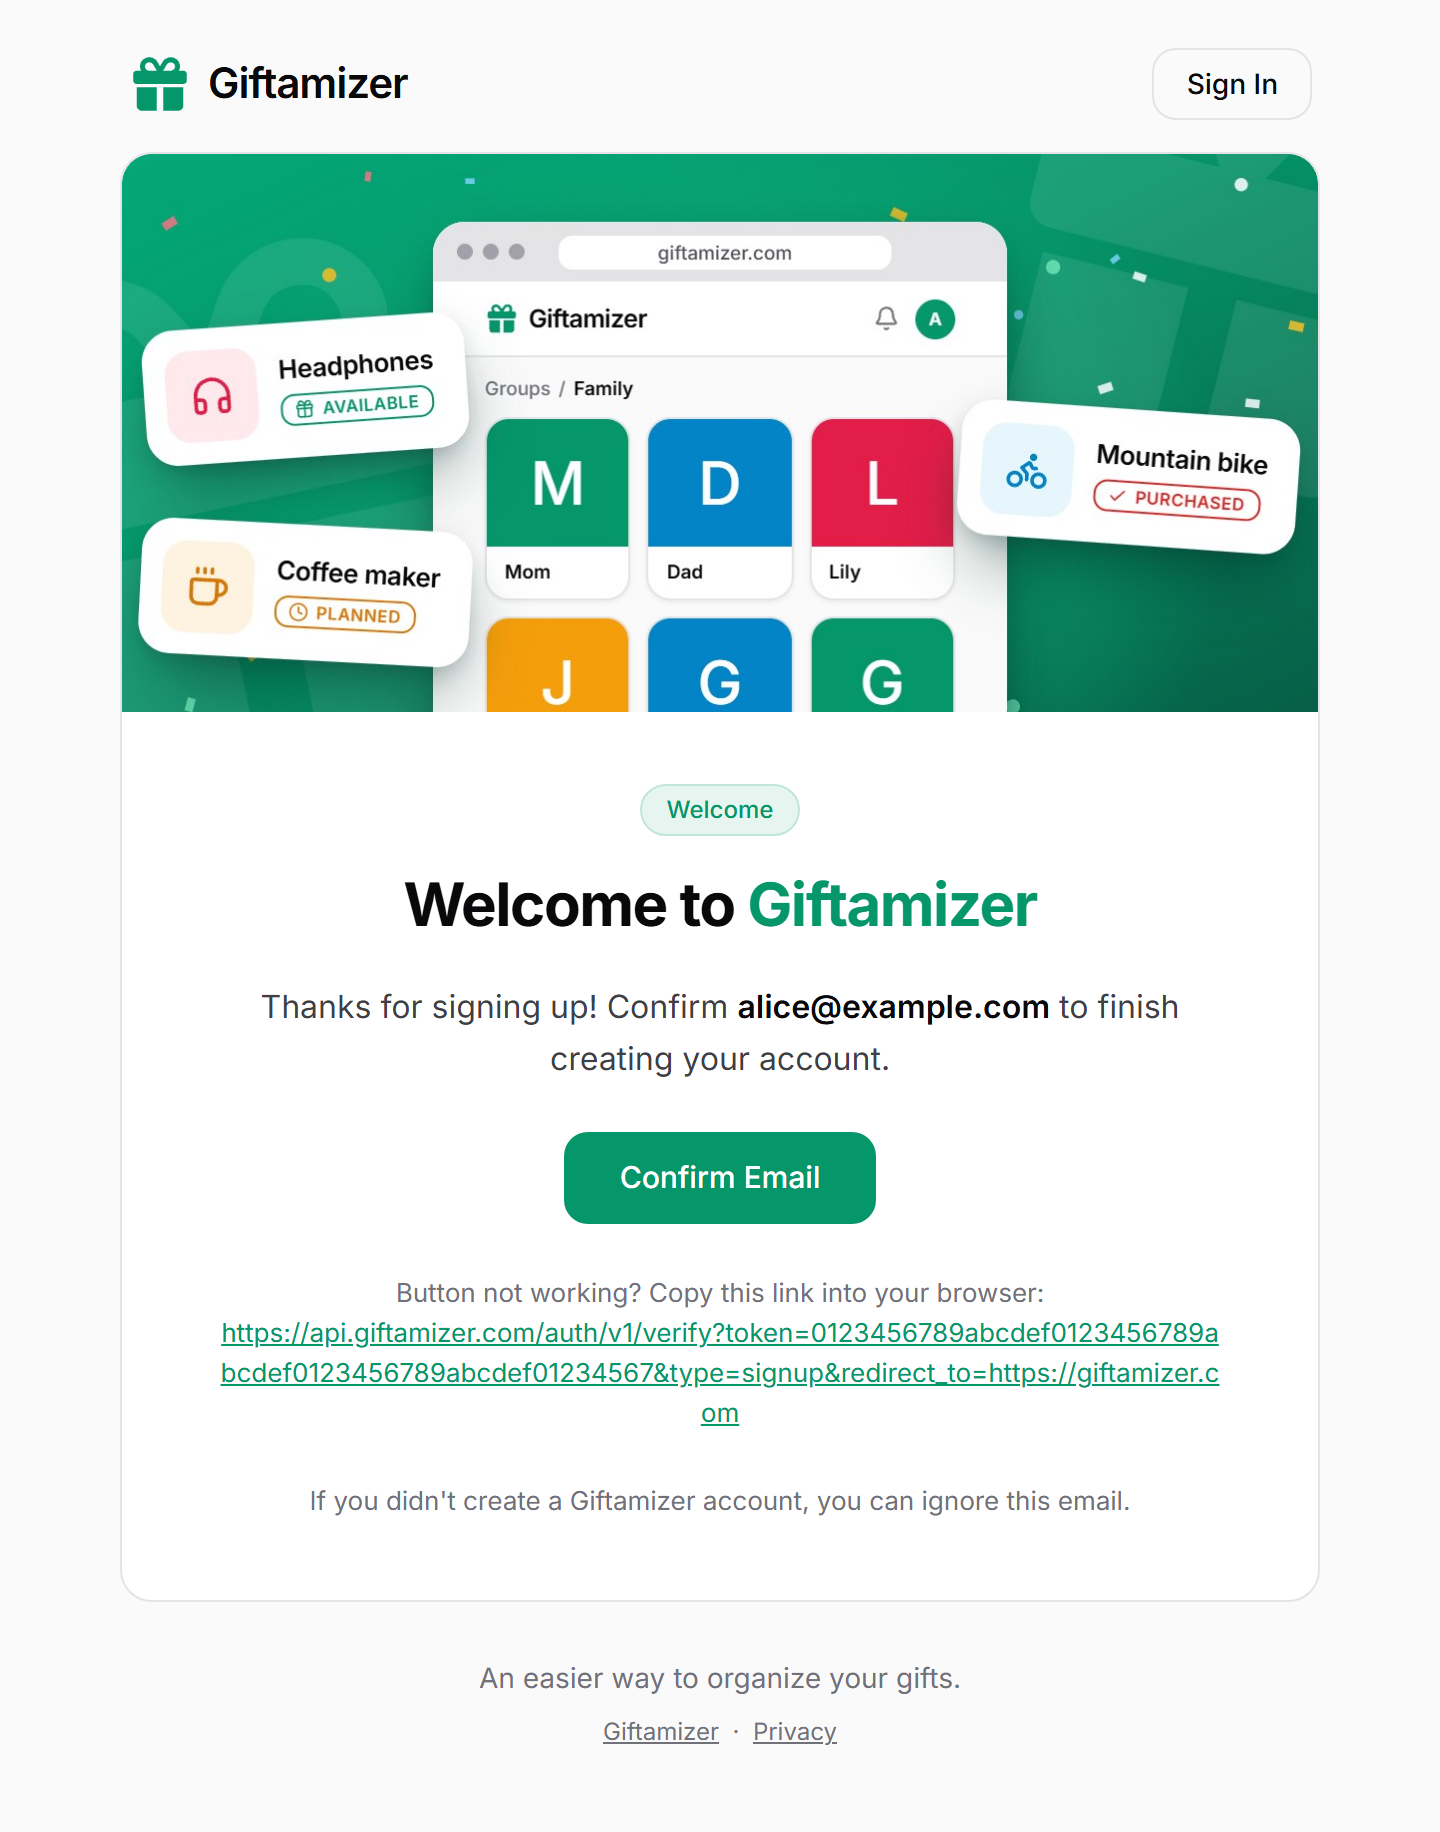 Giftamizer
Sign In
giftamizer.com
Giftamizer
A
Groups / Family
Headphones
AVAILABLE
Coffee maker
PLANNED
M
D
L
Mom
Dad
Lily
J
G
G
Mountain bike
PURCHASED
Welcome
Welcome to Giftamizer
Thanks for signing up! Confirm alice@example.com to finish
creating your account.
Confirm Email
Button not working? Copy this link into your browser:
https://api.giftamizer.com/auth/v1/verify?token=0123456789abcdef0123456789a
bcdef0123456789abcdef01234567&type=signup&redirect_to=https://giftamizer.c
om
If you didn't create a Giftamizer account, you can ignore this email.
An easier way to organize your gifts.
Giftamizer · Privacy